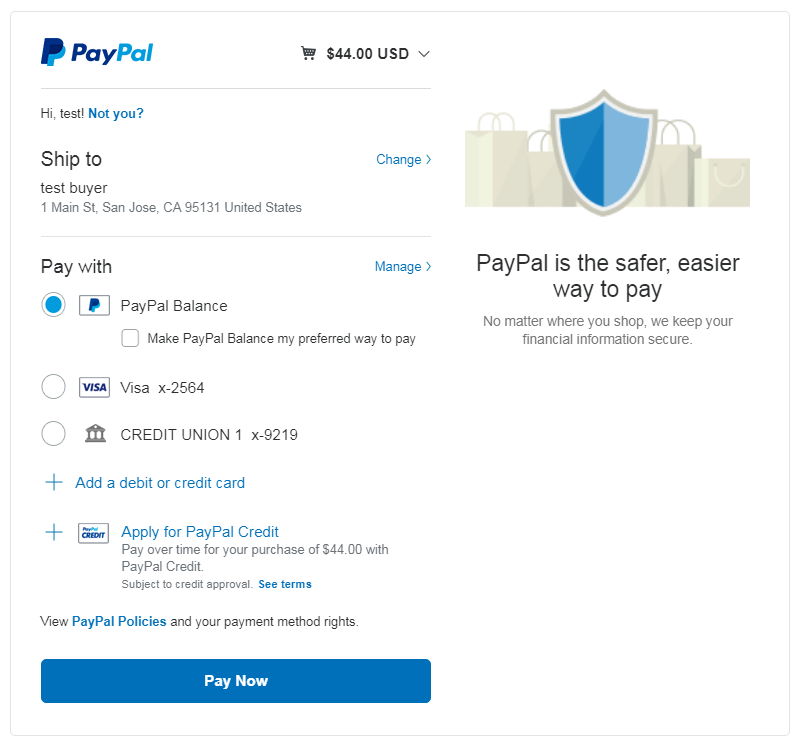 PayPal
$44.00 USD
Hi, test! Not you?
Ship to
Change
test buyer
1 Main St, San Jose, CA 95131 United States
Pay with
Manage
PayPal Balance
Make PayPal Balance my preferred way to pay
VISA Visa x-2564
CREDIT UNION 1 x-9219
Add a debit or credit card
PayPal
CREDIT
Apply for PayPal Credit
Pay over time for your purchase of $44.00 with
PayPal Credit.
Subject to credit approval. See terms
View PayPal Policies and your payment method rights.
Pay Now
PayPal is the safer, easier
way to pay
No matter where you shop, we keep your
financial information secure.